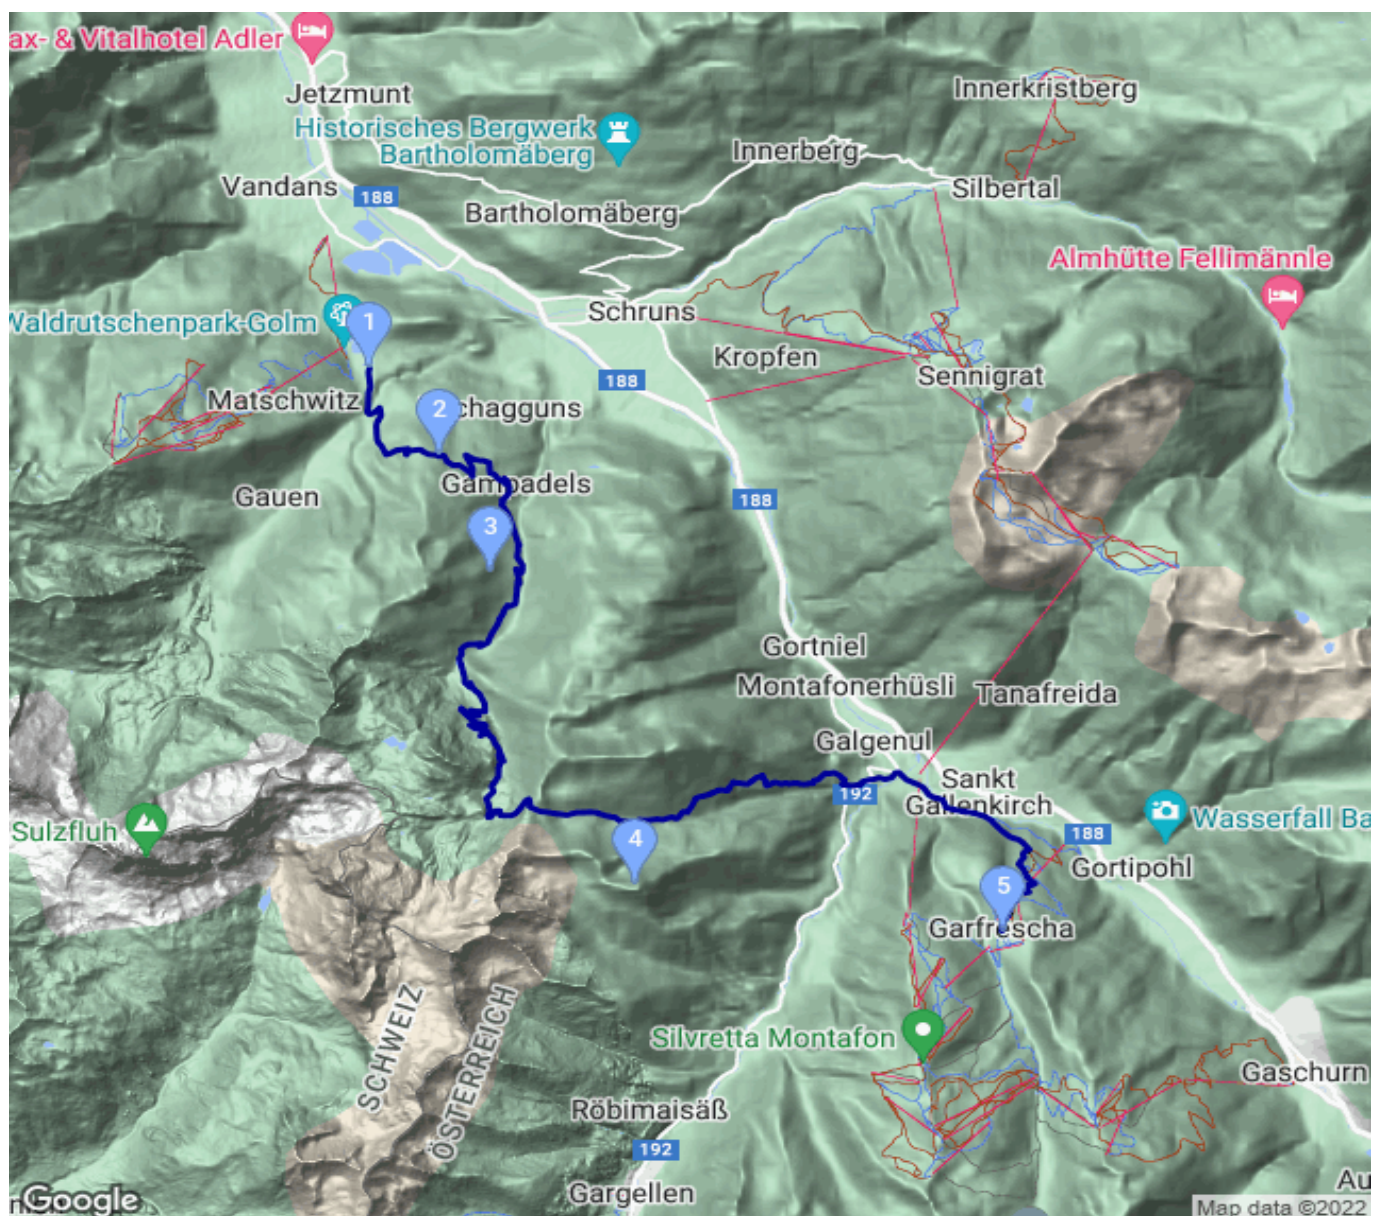 ax- & Vitalhotel Adler
Jetzmunt
Innerkristberg
Historisches Bergwerk
Bartholomäberg
Innerberg
Vandans
188
Silbertal
Bartholomäberg
Almhütte Fellimännle
Schruns
Waldrutschenpark-Golm
1
Kropfen
188
Sennigrat
Matschwitz
2
chagguns
Gampadels
Gauen
188
3
Gortniel
Montafonerhüsli
Tanafreida
Galgenul
Sankt
Gallenkirch
192
Wasserfall Ba
Sulzfluh
188
4
Gortipohl
5
Garfrescha
SCHWEIZ
ÖSTERREICH
Silvretta Montafon
Gaschurn
Röbimaisäß
192
Gargellen
Au
Google
Map data ©2022